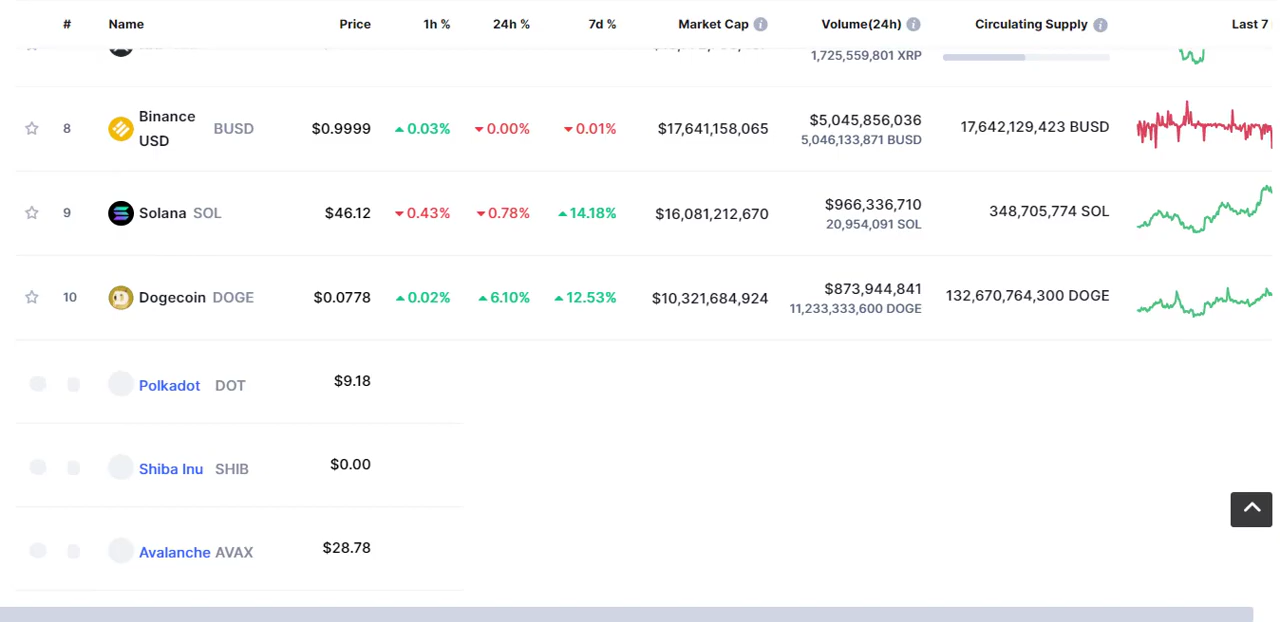 # Name Price 1h % 24h % 7d % Market Cap Volume(24h) Circulating Supply Last 7
1,725,559,801 XRP
8 Binance USD BUSD $0.9999 0.03% 0.00% 0.01% $17,641,158,065 $5,045,856,036 17,642,129,423 BUSD
5,046,133,871 BUSD
9 Solana SOL $46.12 0.43% 0.78% 14.18% $16,081,212,670 $966,336,710 348,705,774 SOL
20,954,091 SOL
10 Dogecoin DOGE $0.0778 0.02% 6.10% 12.53% $10,321,684,924 $873,944,841 132,670,764,300 DOGE
11,233,333,600 DOGE
Polkadot DOT $9.18
Shiba Inu SHIB $0.00
Avalanche AVAX $28.78